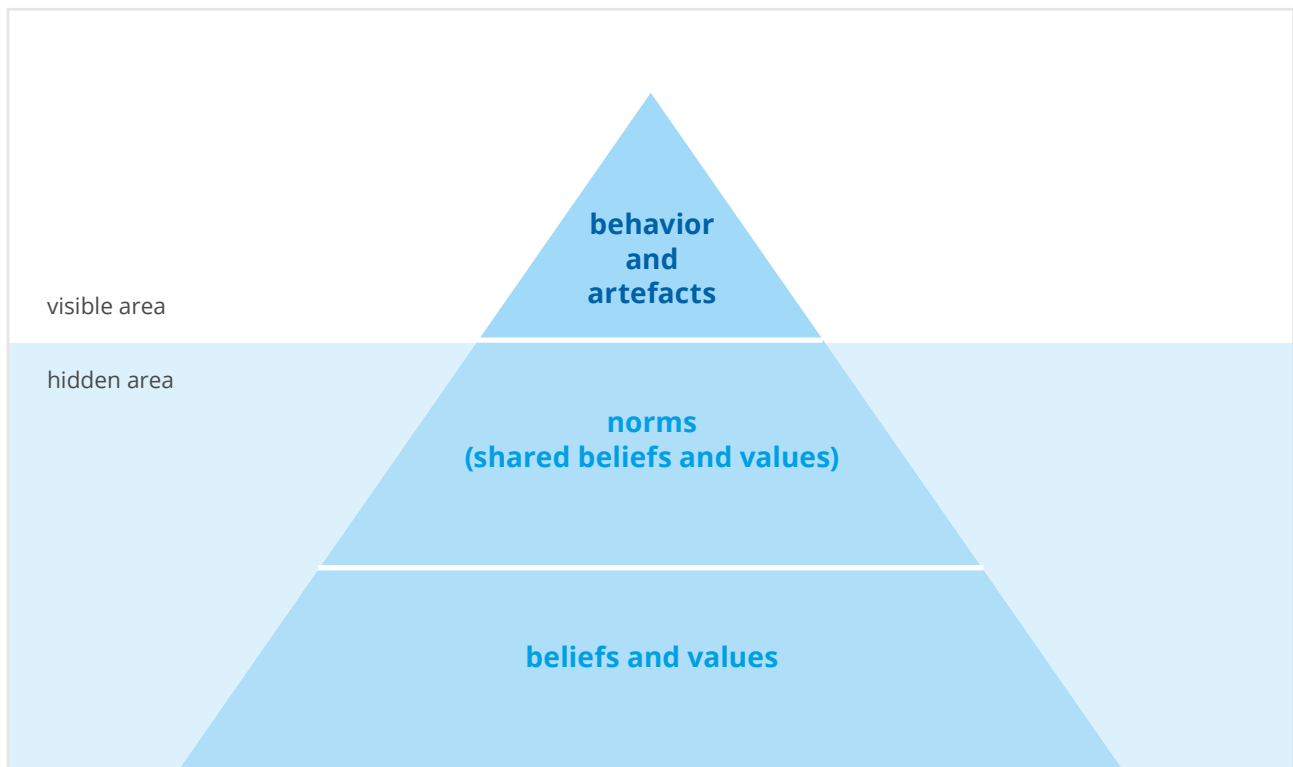 behavior
and
artefacts
visible area
hidden area
norms
(shared beliefs and values)
beliefs and values